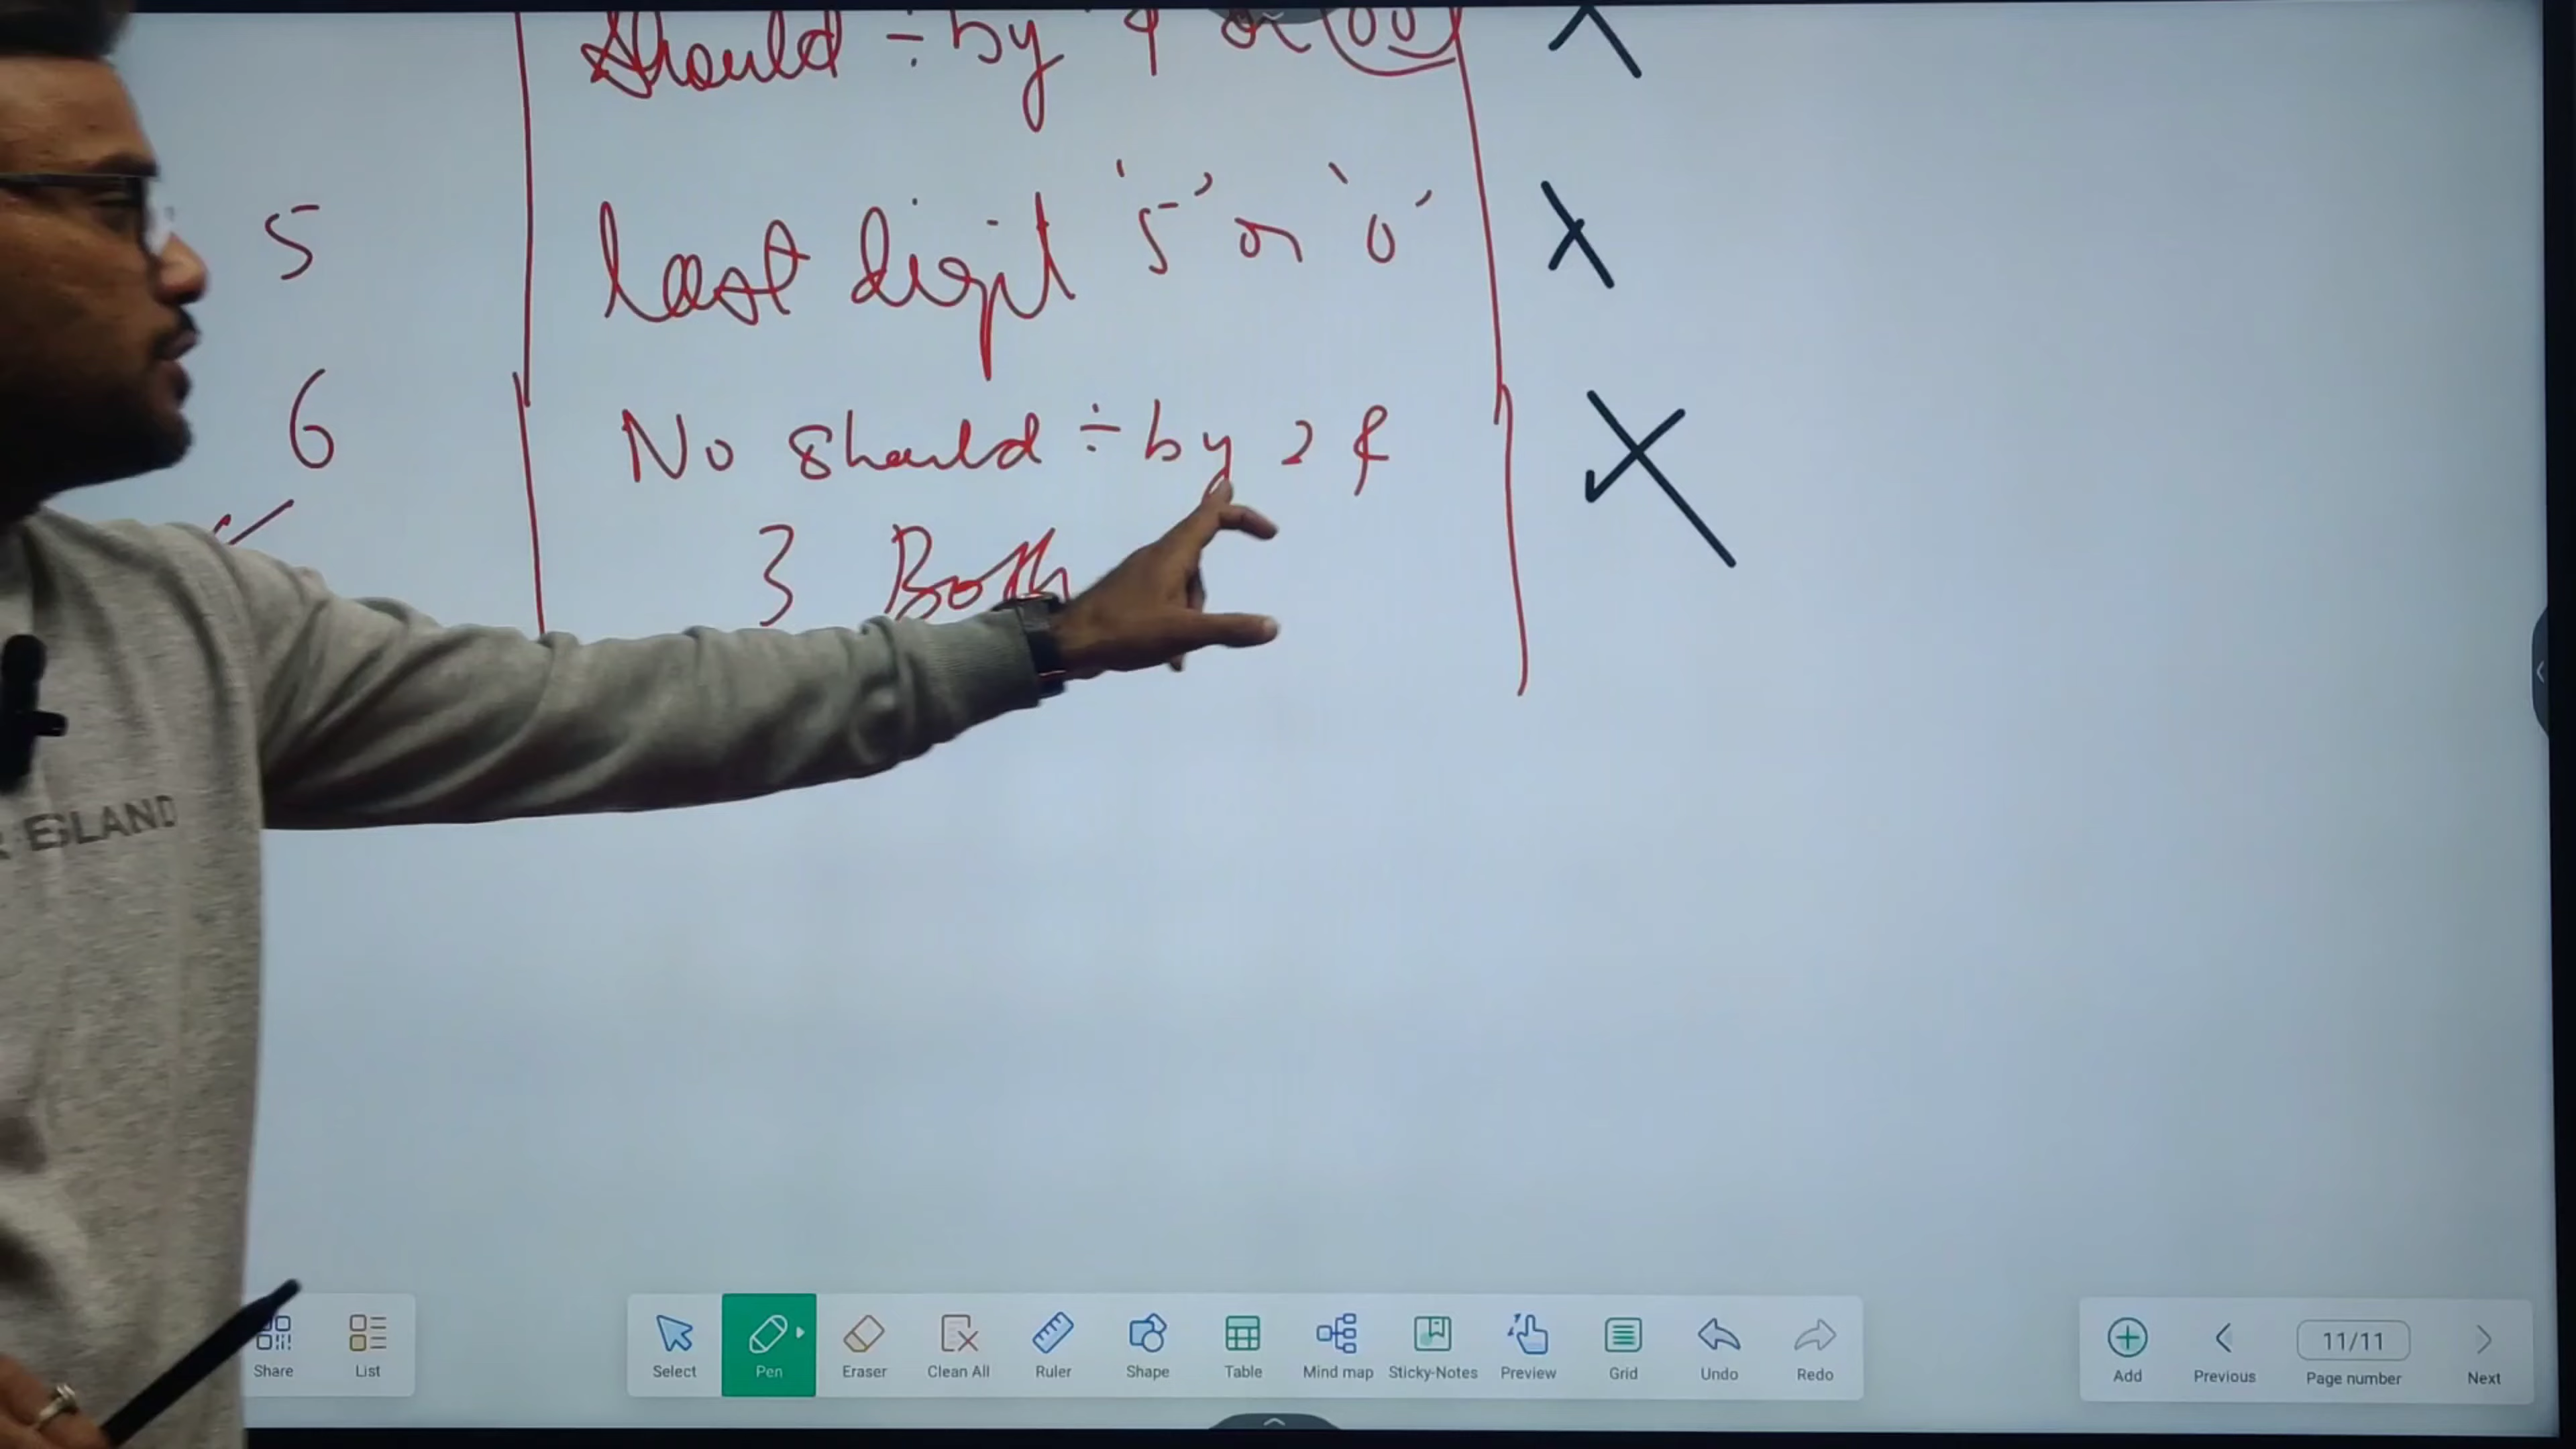 should ÷ by 4 or 00
5 last digit '5' or '0'
6 No should ÷ by 2 &
3 Both
ESLAND
Share
List
Select
Pen
Eraser
Clean All
Ruler
Shape
Table
Mind map
Sticky-Notes
Preview
Grid
Undo
Redo
Add
Previous
11/11
Page number
Next